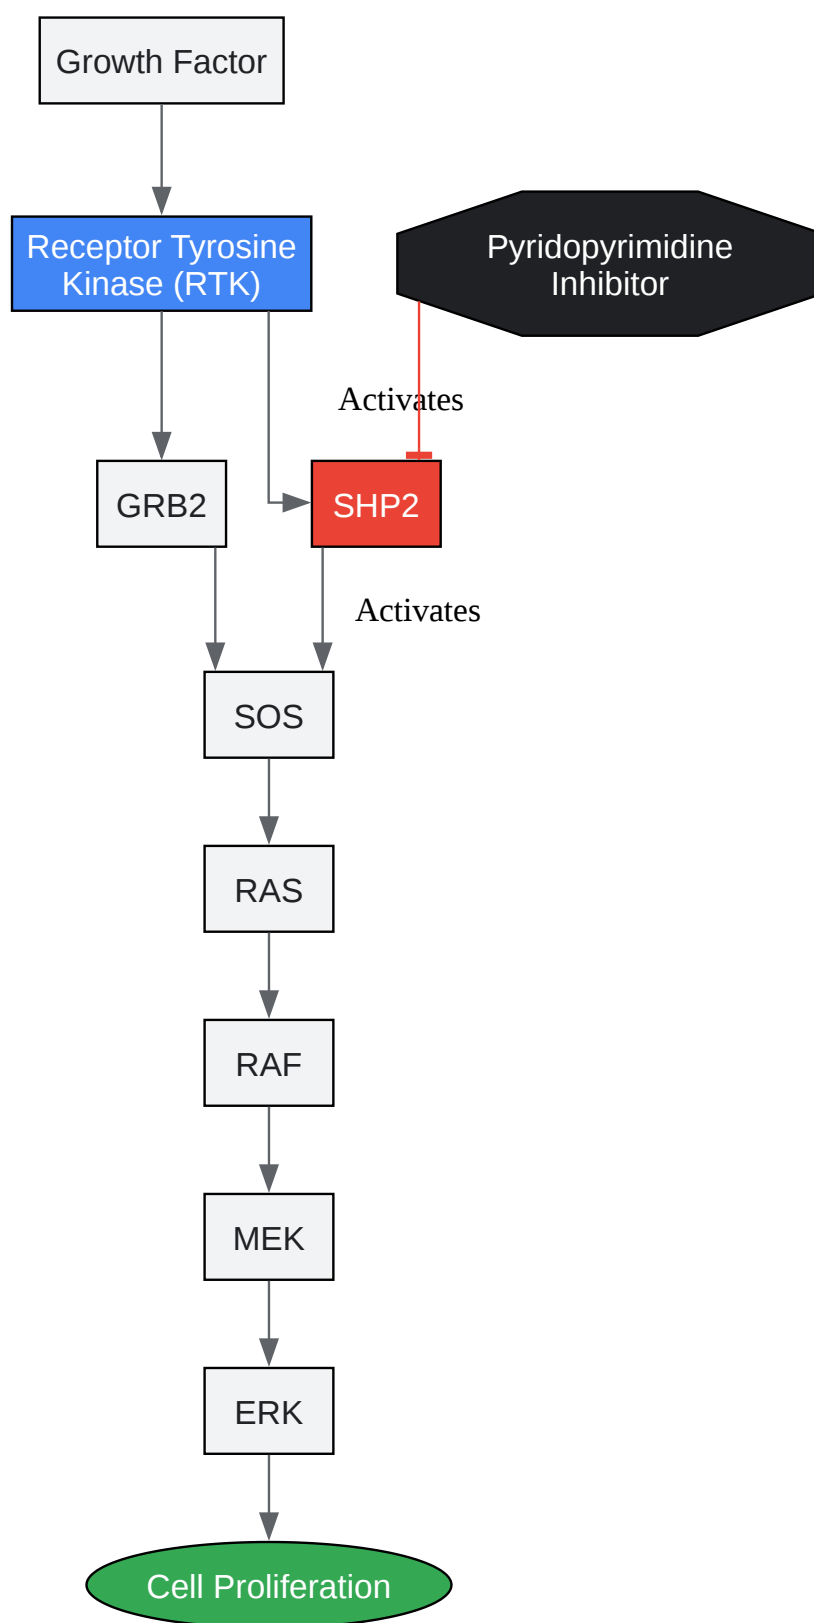 Growth Factor
Receptor Tyrosine
Kinase (RTK)
Pyridopyrimidine
Inhibitor
Activates
GRB2
SHP2
Activates
SOS
RAS
RAF
MEK
ERK
Cell Proliferation